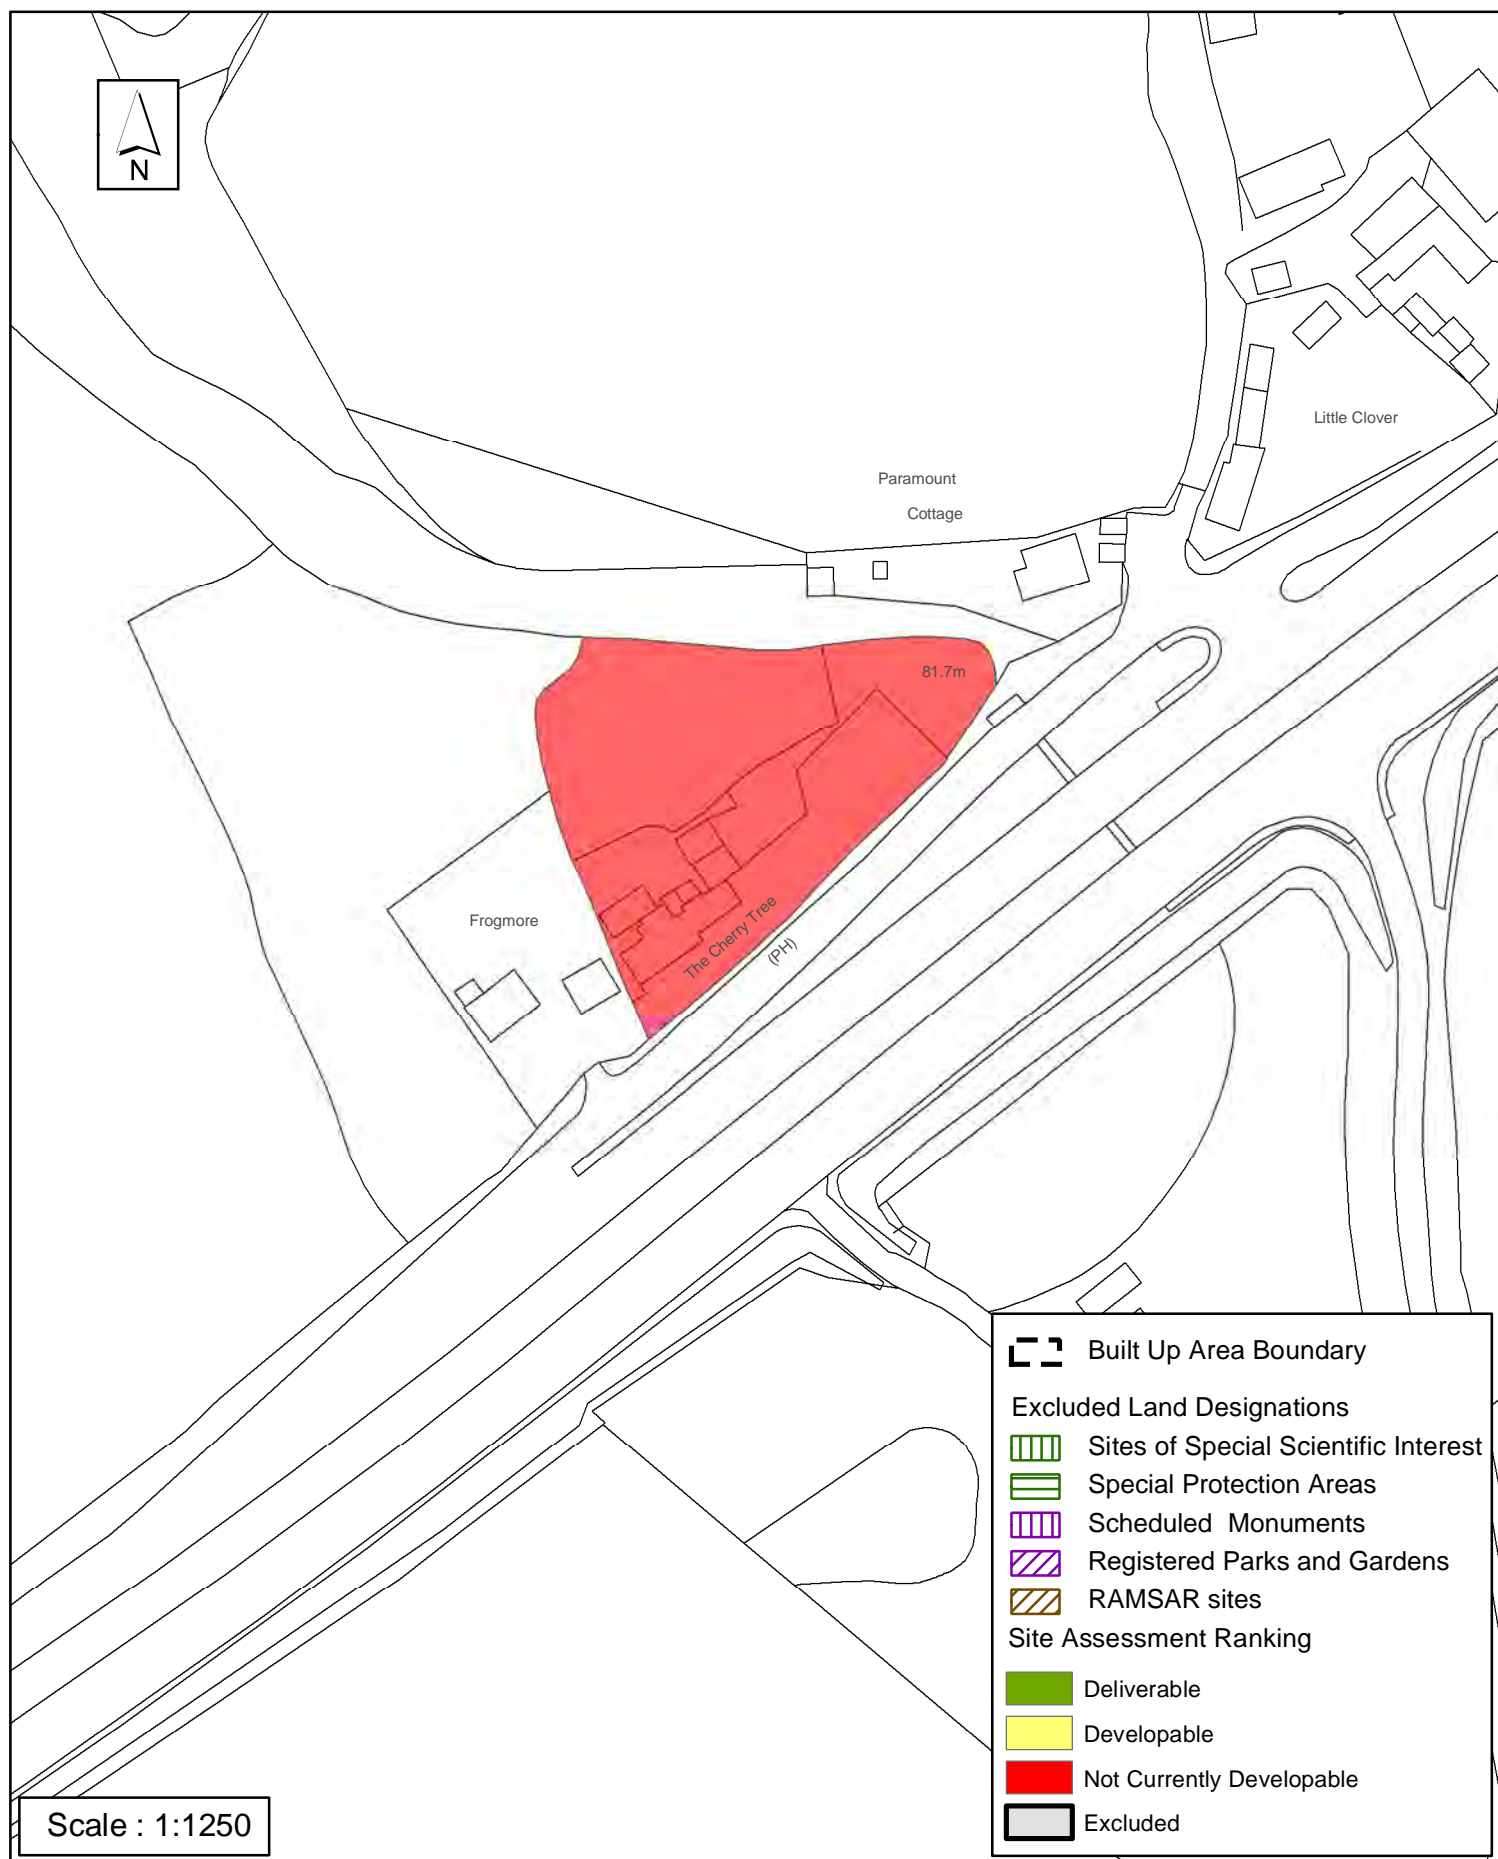 N
Little Clover
Paramount
Cottage
81.7m
Frogmore
The Cherry Tree
(PH)
Built Up Area Boundary
Excluded Land Designations
Sites of Special Scientific Interest
Special Protection Areas
Scheduled Monuments
Registered Parks and Gardens
RAMSAR sites
Site Assessment Ranking
Deliverable
Developable
Not Currently Developable
Excluded
Scale : 1:1250